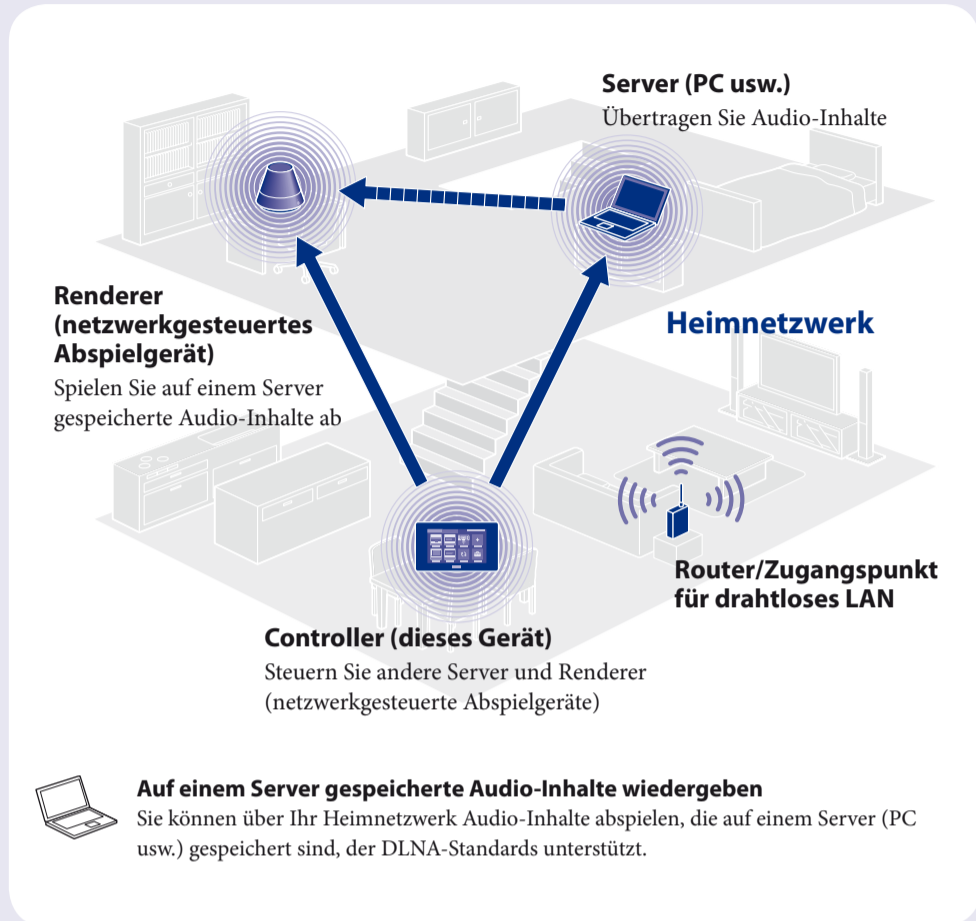 Server (PC usw.)
Übertragen Sie Audio-Inhalte
Renderer
(netzwerkgesteuertes
Abspielgerät)
Spielen Sie auf einem Server
gespeicherte Audio-Inhalte ab
Heimnetzwerk
Router/Zugangspunkt
für drahtloses LAN
Controller (dieses Gerät)
Steuern Sie andere Server und Renderer
(netzwerkgesteuerte Abspielgeräte)
Auf einem Server gespeicherte Audio-Inhalte wiedergeben
Sie können über Ihr Heimnetzwerk Audio-Inhalte abspielen, die auf einem Server (PC
usw.) gespeichert sind, der DLNA-Standards unterstützt.